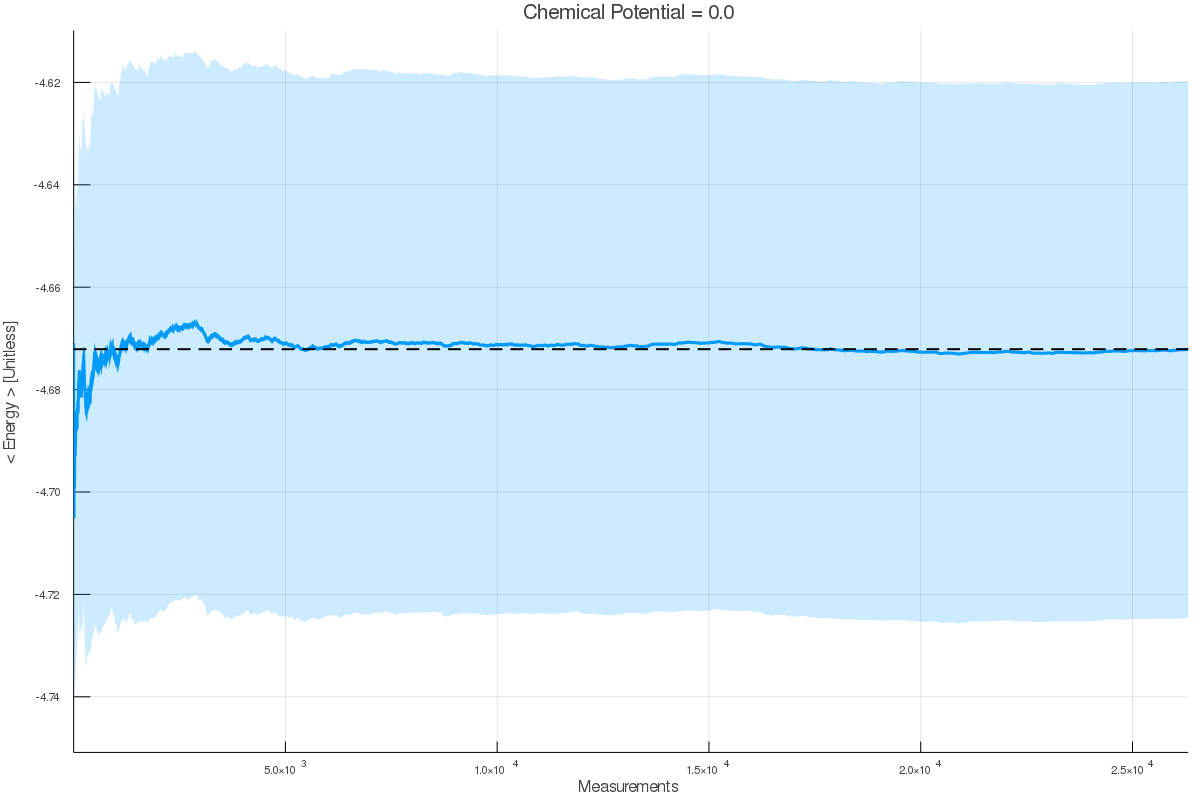 Chemical Potential = 0.0
< Energy > [Unitless]
-4.62
-4.64
-4.66
-4.68
-4.70
-4.72
-4.74
5.0×10 3 1.0×10 4 1.5×10 4 2.0×10 4 2.5×10 4
Measurements